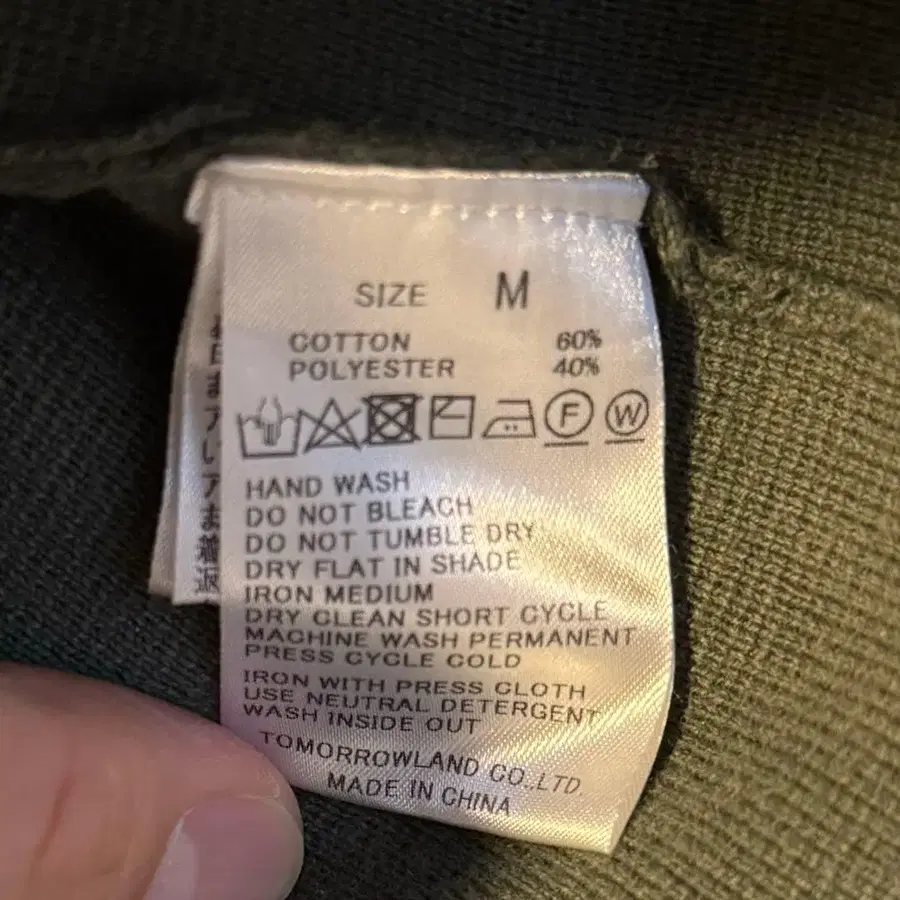 SIZE M
COTTON 60%
POLYESTER 40%
F W
HAND WASH
DO NOT BLEACH
DO NOT TUMBLE DRY
DRY FLAT IN SHADE
IRON MEDIUM
DRY CLEAN SHORT CYCLE
MACHINE WASH PERMANENT
PRESS CYCLE COLD
IRON WITH PRESS CLOTH
USE NEUTRAL DETERGENT
WASH INSIDE OUT
TOMORROWLAND CO.,LTD.
MADE IN CHINA